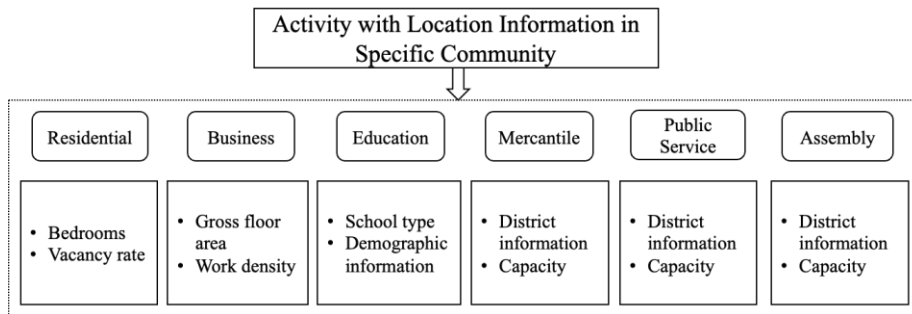 Activity with Location Information in
Specific Community
Residential
Business
Education
Mercantile
Public
Service
Assembly
• Bedrooms
• Vacancy rate
• Gross floor
area
• Work density
• School type
• Demographic
information
• District
information
• Capacity
• District
information
• Capacity
• District
information
• Capacity